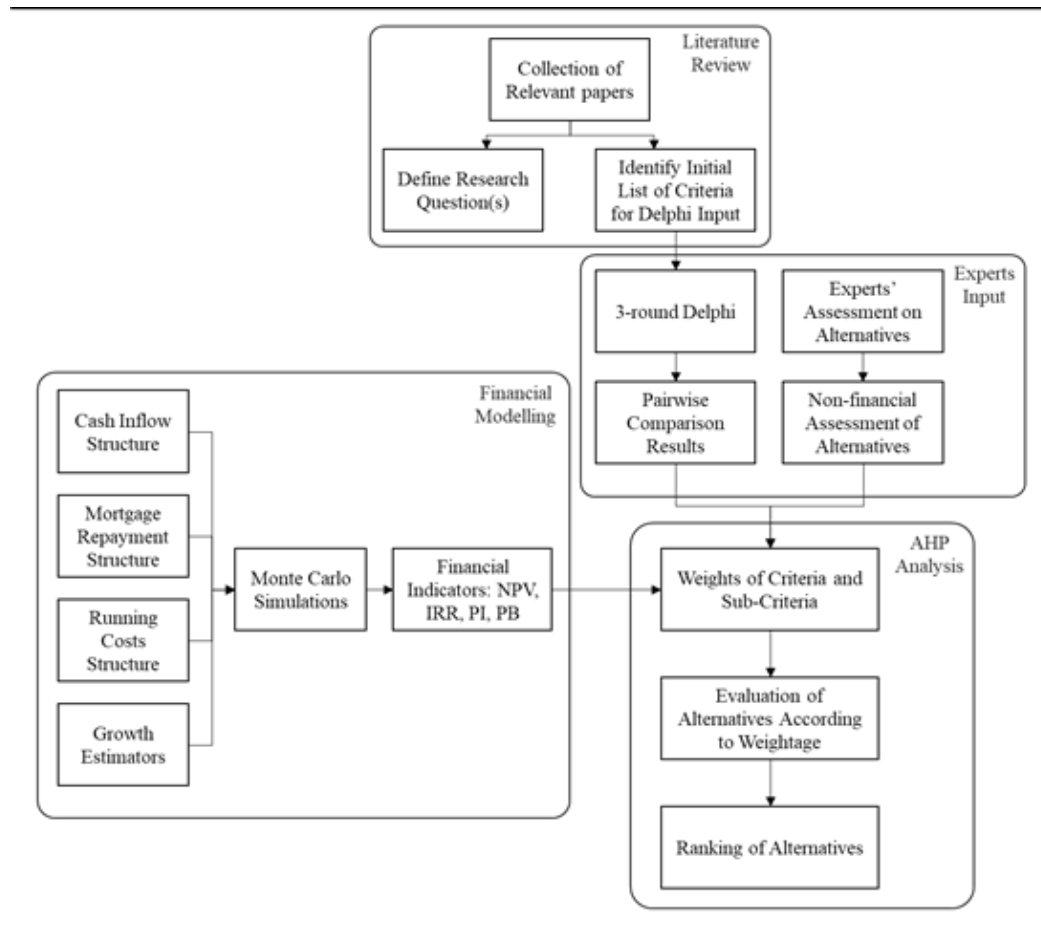 Literature
Review
Collection of
Relevant papers
Define Research
Question(s)
Identify Initial
List of Criteria
for Delphi Input
Experts
Input
3-round Delphi
Experts’
Assessment on
Alternatives
Pairwise
Comparison
Results
Non-financial
Assessment of
Alternatives
Financial
Modelling
Cash Inflow
Structure
Mortgage
Repayment
Structure
Running
Costs
Structure
Growth
Estimators
Monte Carlo
Simulations
Financial
Indicators: NPV,
IRR, PI, PB
AHP
Analysis
Weights of Criteria and
Sub-Criteria
Evaluation of
Alternatives According
to Weightage
Ranking of Alternatives